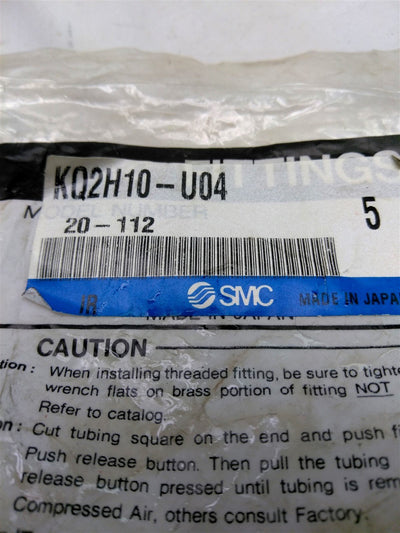 FITTINGS
KQ2H10-U04
MODEL NUMBER
5
20-112
SMC MADE IN JAPAN
MADE IN JAPAN
CAUTION
tion: When installing threaded fitting, be sure to tighte
wrench flats on brass portion of fitting NOT
Refer to catalog.
on: Cut tubing square on the end and push fi
Push release button. Then pull the tubing
release button pressed until tubing is rem
Compressed Air, others consult Factory.